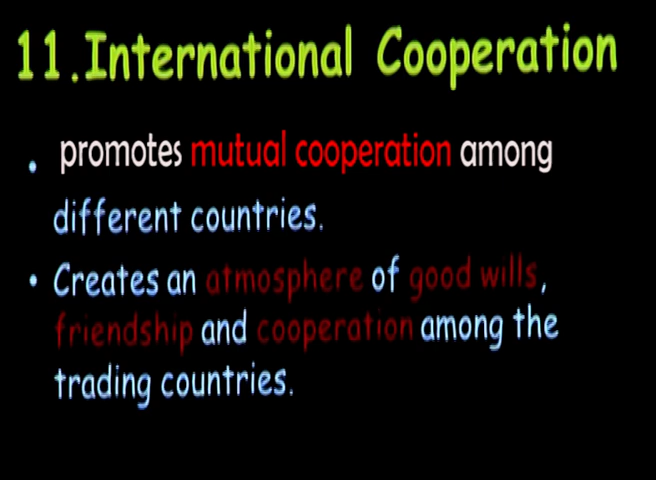 11.International Cooperation
. promotes mutual cooperation among
different countries.
• Creates an atmosphere of good wills,
friendship and cooperation among the
trading countries.